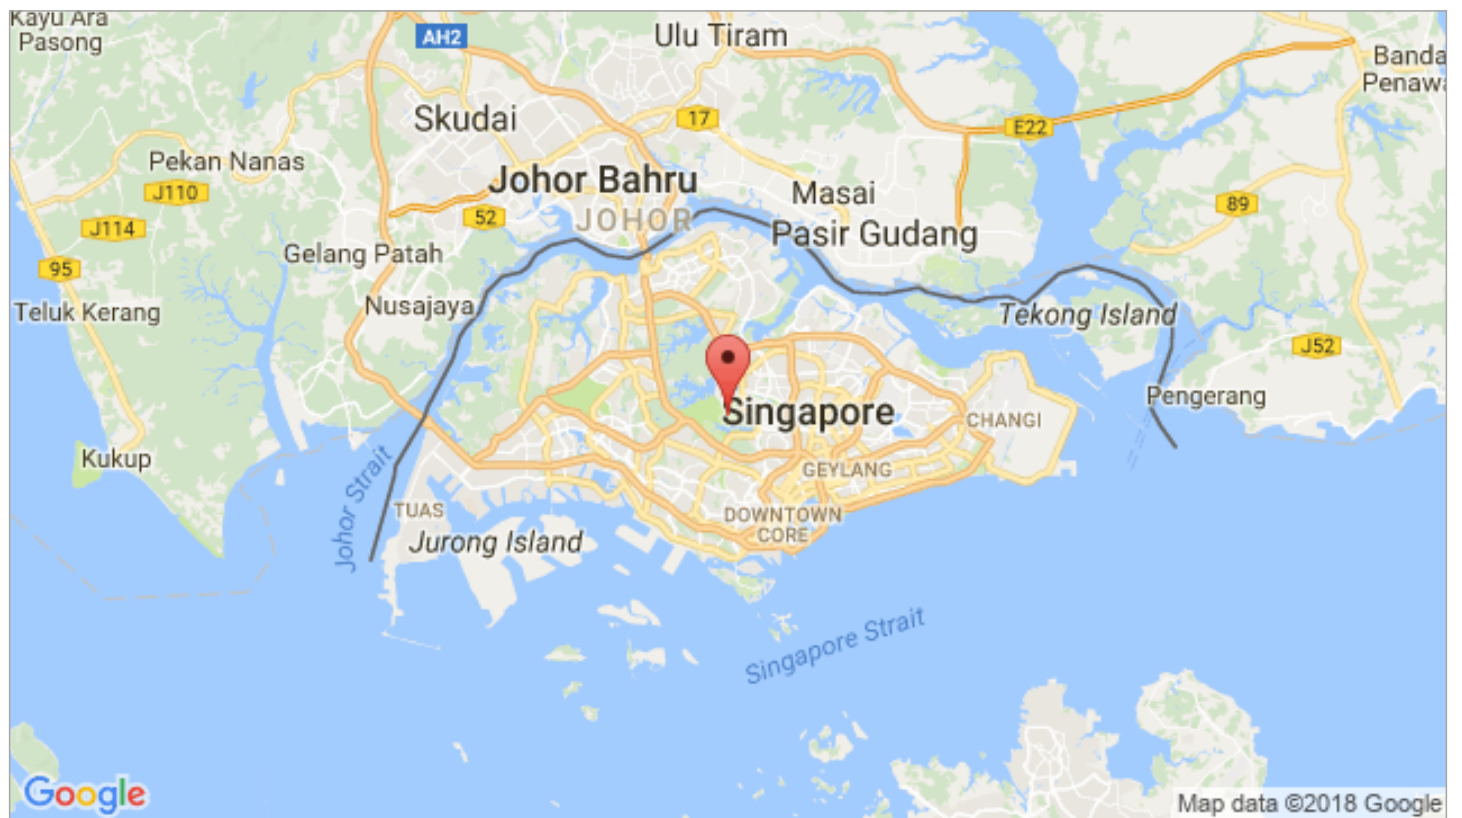 Kayu Ara
Pasong
AH2
Ulu Tiram
Banda
Penawa
Skudai
17
E22
Pekan Nanas
J110
Johor Bahru
Masai
89
52
JOHOR
J114
Pasir Gudang
Gelang Patah
95
Nusajaya
Teluk Kerang
Tekong Island
J52
Pengerang
Singapore
CHANGI
Kukup
GEYLANG
Johor Strait
TUAS
DOWNTOWN
CORE
Jurong Island
Singapore Strait
Google
Map data ©2018 Google